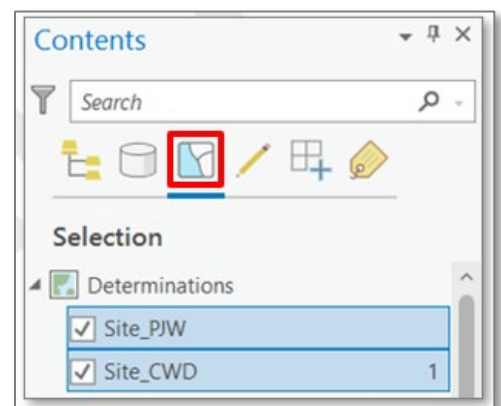 Contents
Search
Selection
Determinations
Site_PJW
Site_CWD 1